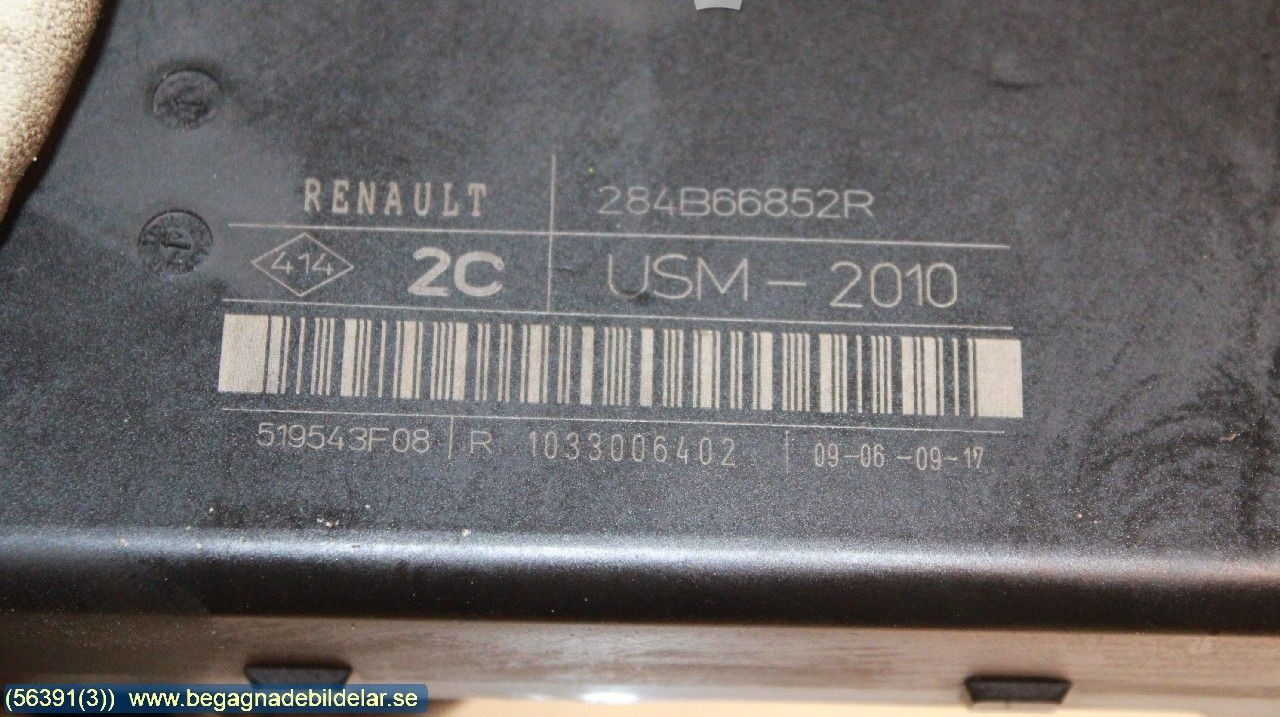 RENAULT 284B66852R
414 2C USM - 2010
519543F08 R 1033006402 09-06-09-17
(56391(3)) www.begagnadebildelar.se